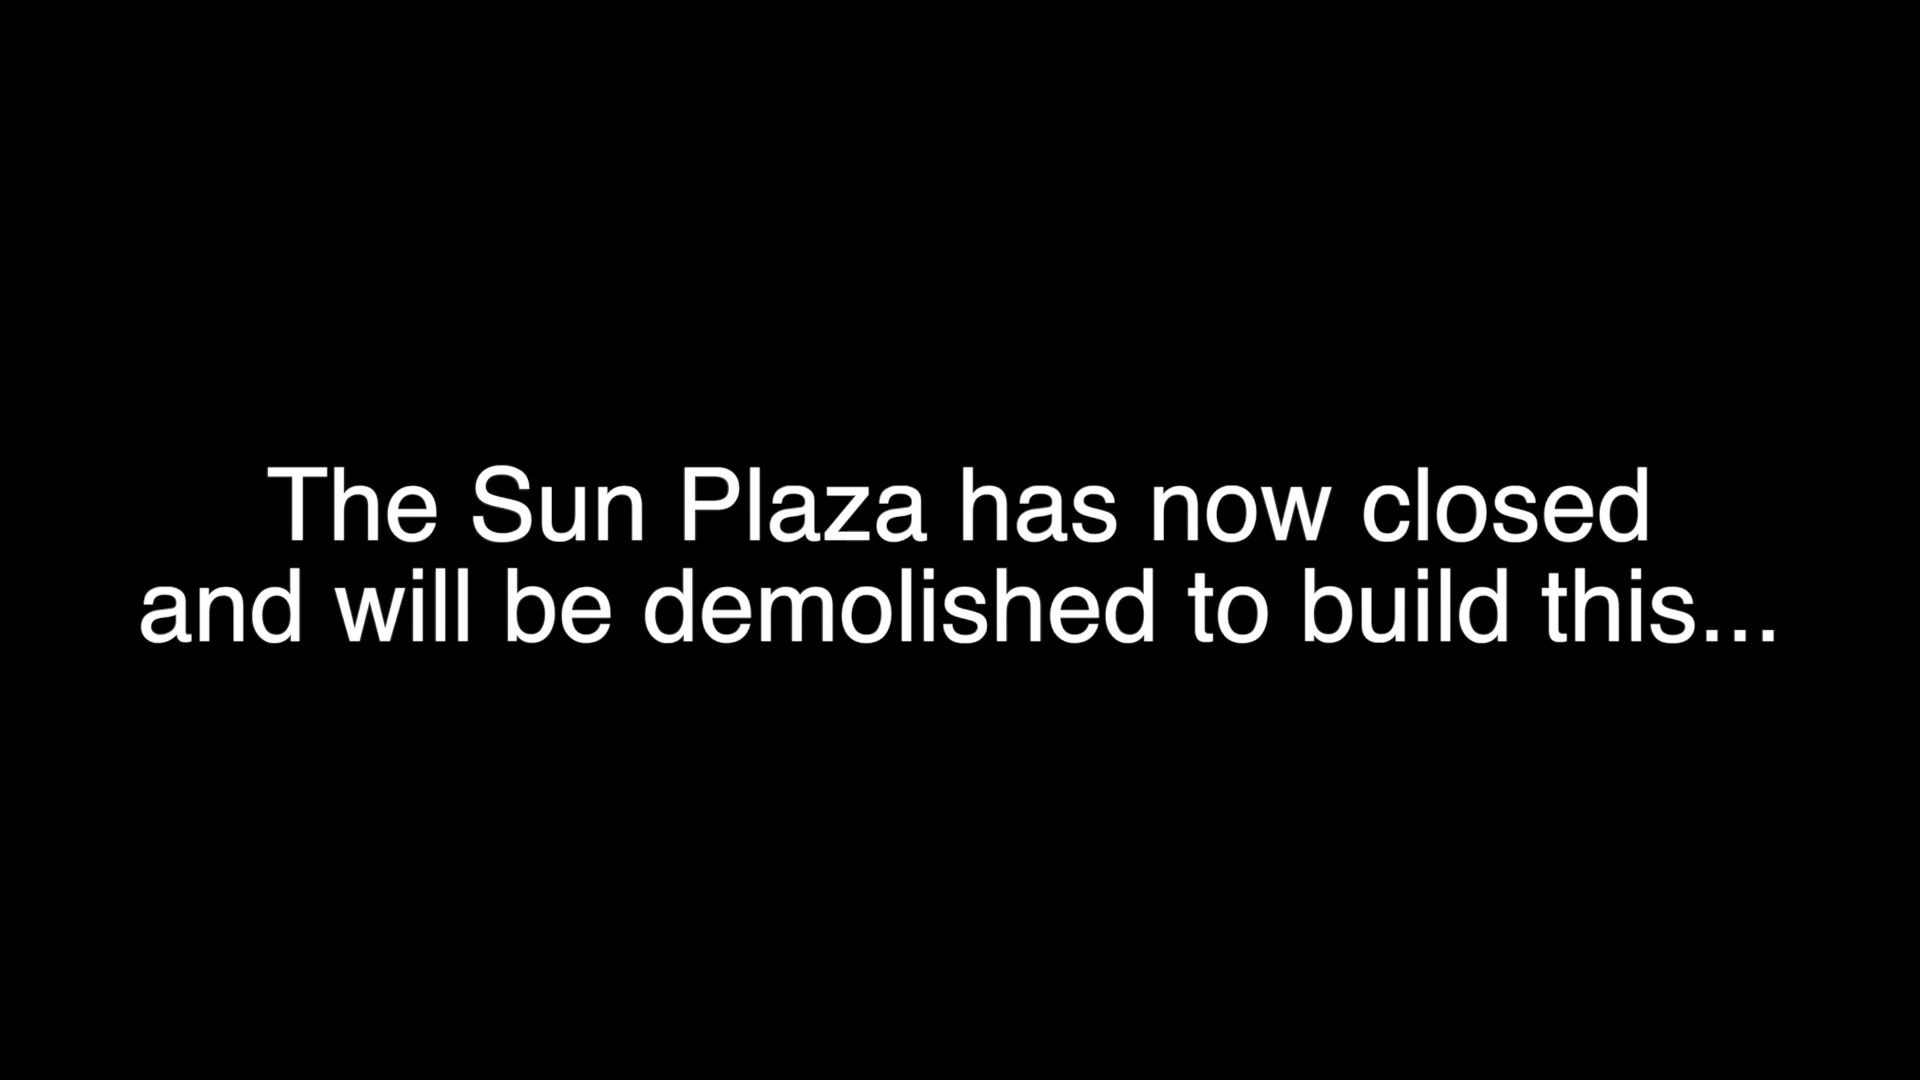 The Sun Plaza has now closed
and will be demolished to build this...